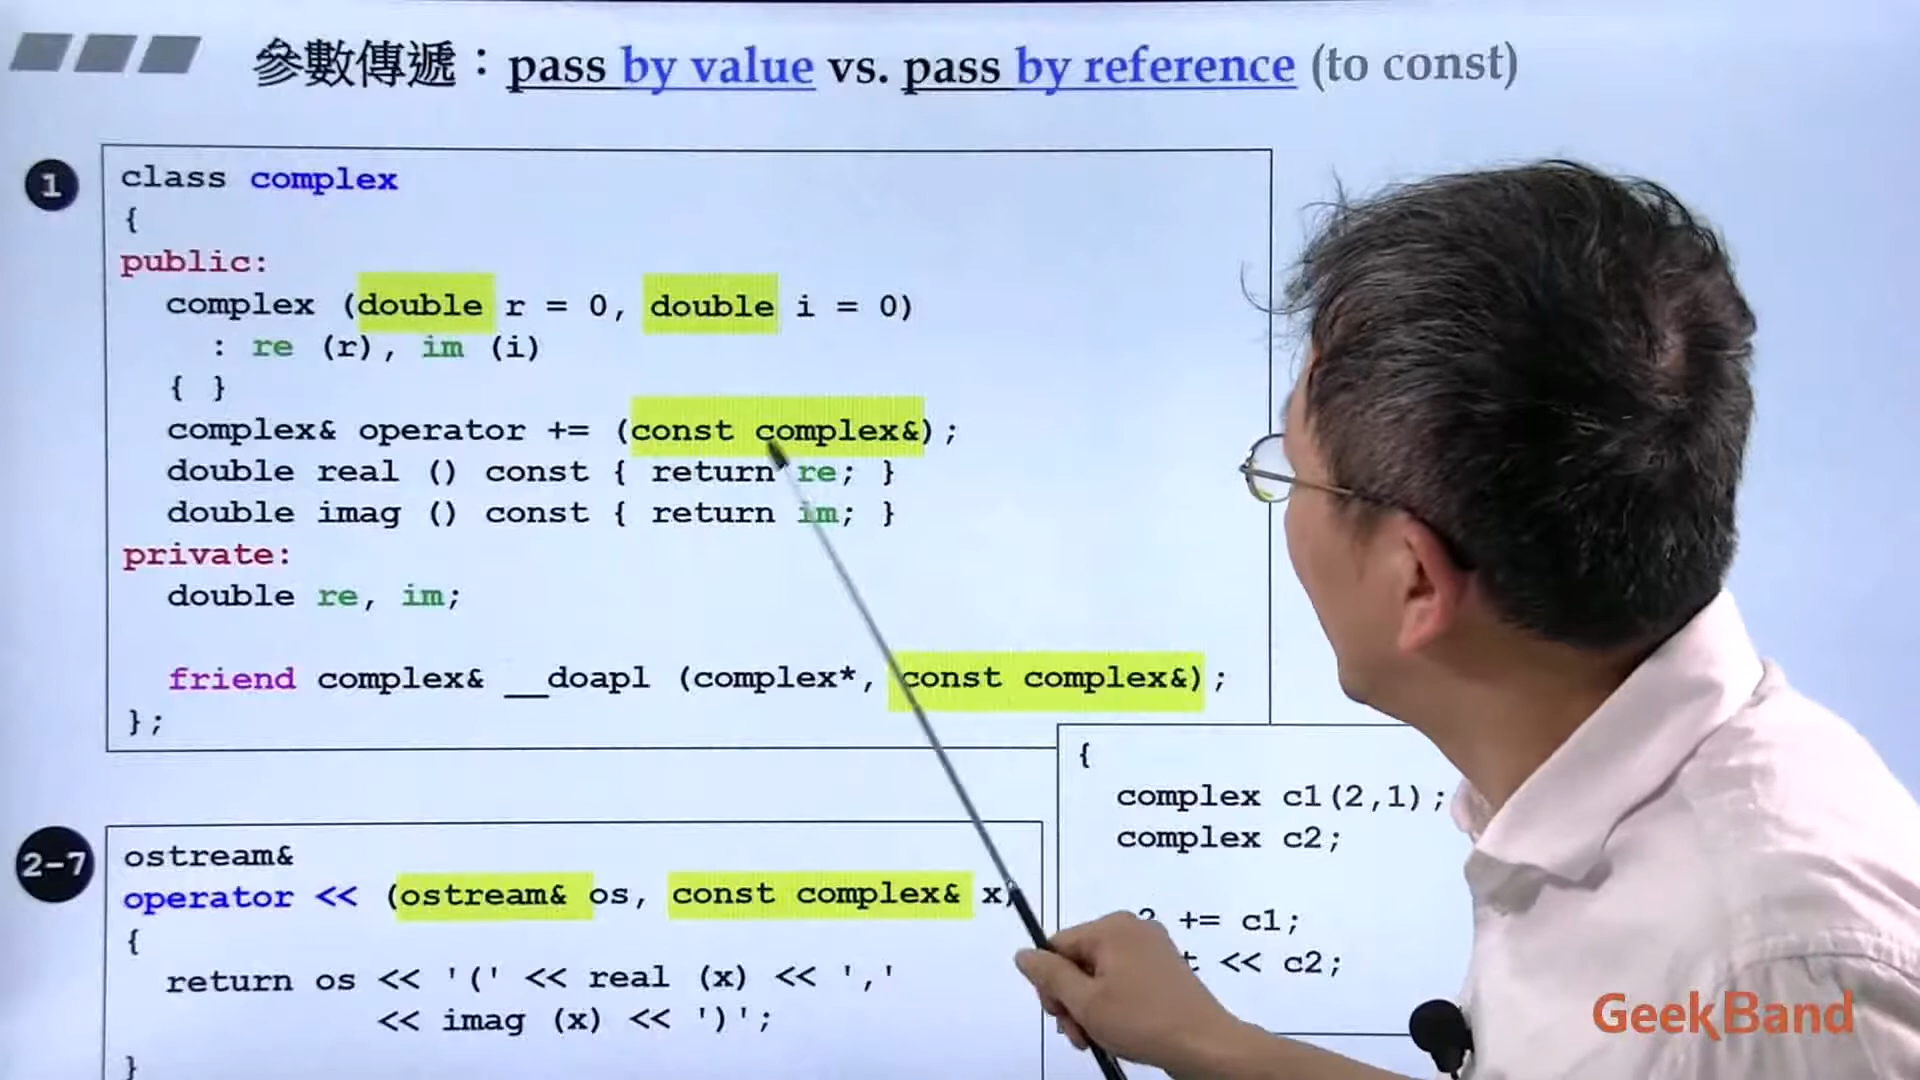 參數傳遞：pass by value vs. pass by reference (to const)
1
class complex
{
public:
complex (double r = 0, double i = 0)
: re (r), im (i)
{ }
complex& operator += (const complex&);
double real () const { return re; }
double imag () const { return im; }
private:
double re, im;
friend complex& __doapl (complex*, const complex&);
};
2-7
ostream&
operator << (ostream& os, const complex& x)
{
return os << '(' << real (x) << ','
<< imag (x) << ')';
}
{
complex c1(2,1);
complex c2;
+= c1;
<< c2;
GeekBand